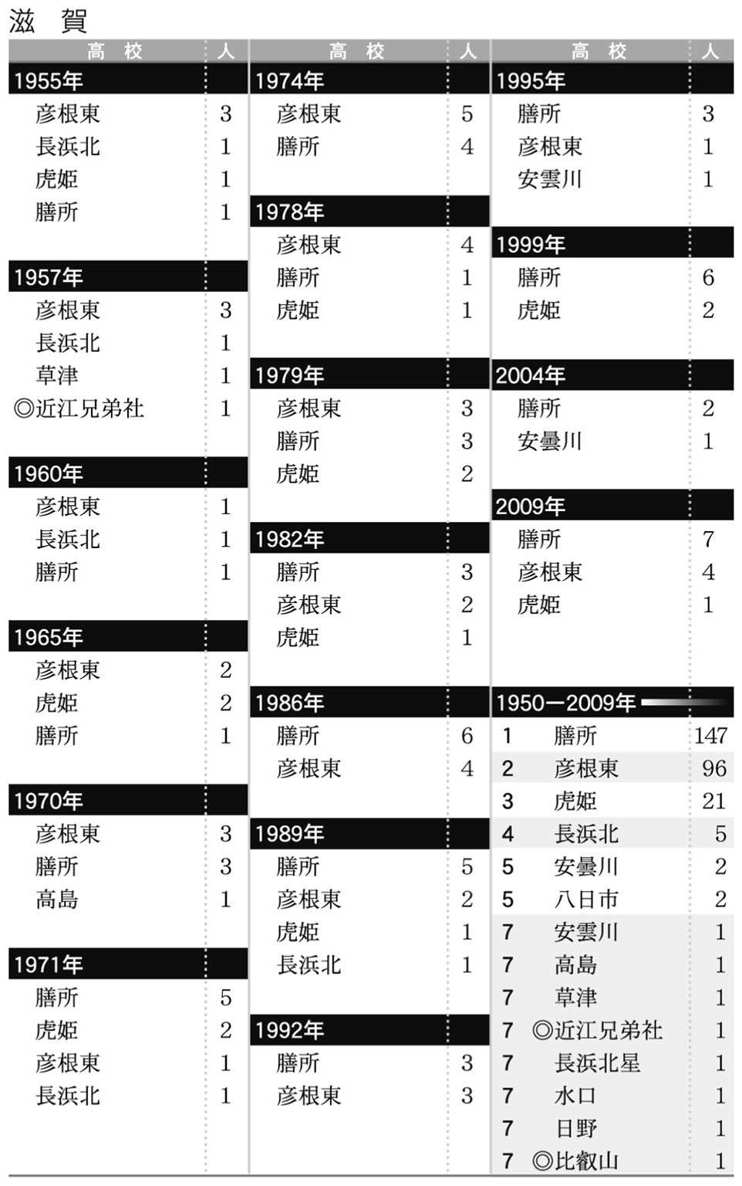 滋　賀
高　校　人
1955年
彦根東　3
長浜北　1
虎姫　1
膳所　1
1957年
彦根東　3
長浜北　1
草津　1
◎近江兄弟社　1
1960年
彦根東　1
長浜北　1
膳所　1
1965年
彦根東　2
虎姫　2
膳所　1
1970年
彦根東　3
膳所　3
高島　1
1971年
膳所　5
虎姫　2
彦根東　1
長浜北　1
高　校　人
1974年
彦根東　5
膳所　4
1978年
彦根東　4
膳所　1
虎姫　1
1979年
彦根東　3
膳所　3
虎姫　2
1982年
膳所　3
彦根東　2
虎姫　1
1986年
膳所　6
彦根東　4
1989年
膳所　5
彦根東　2
虎姫　1
長浜北　1
1992年
膳所　3
彦根東　3
高　校　人
1995年
膳所　3
彦根東　1
安雲川　1
1999年
膳所　6
虎姫　2
2004年
膳所　2
安曇川　1
2009年
膳所　7
彦根東　4
虎姫　1
1950ー2009年
1　膳所　147
2　彦根東　96
3　虎姫　21
4　長浜北　5
5　安曇川　2
5　八日市　2
7　安雲川　1
7　高島　1
7　草津　1
7　◎近江兄弟社　1
7　長浜北星　1
7　水口　1
7　日野　1
7　◎比叡山　1